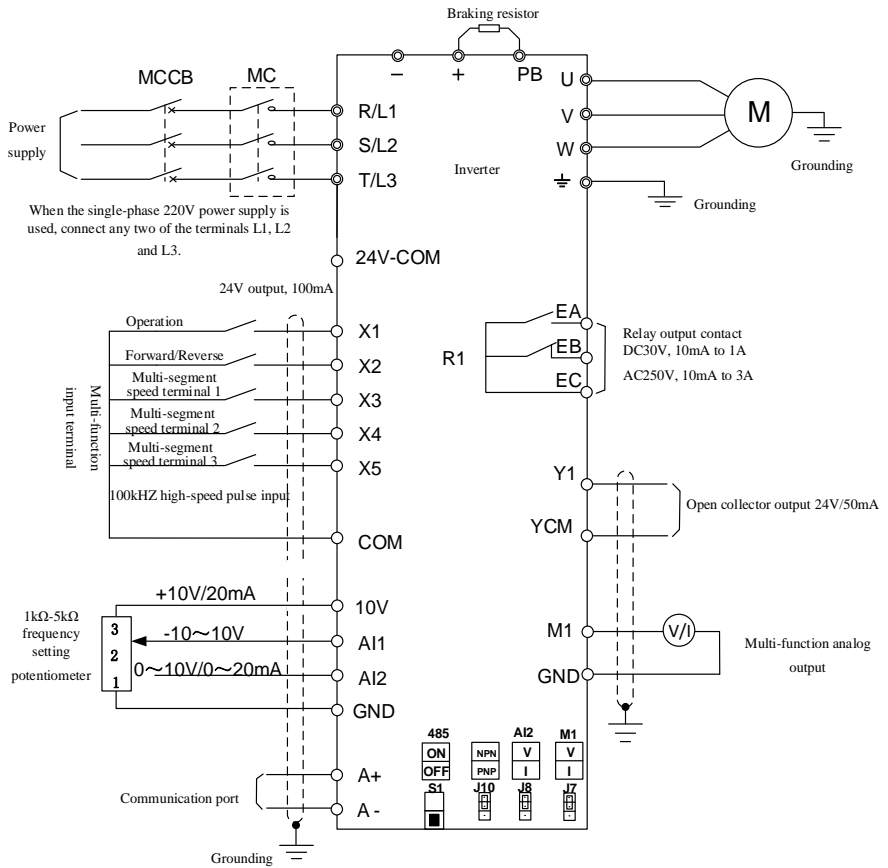 Braking resistor
−
+
PB
MCCB
MC
Power
supply
R/L1
S/L2
T/L3
U
V
W
M
Inverter
Grounding
Grounding
When the single-phase 220V power supply is
used, connect any two of the terminals L1, L2
and L3.
24V-COM
24V output, 100mA
Multi-function
input terminal
Operation
X1
Forward/Reverse
X2
Multi-segment
speed terminal 1
X3
Multi-segment
speed terminal 2
X4
Multi-segment
speed terminal 3
X5
100kHZ high-speed pulse input
COM
R1
EA
EB
EC
Relay output contact
DC30V, 10mA to 1A
AC250V, 10mA to 3A
Y1
YCM
Open collector output 24V/50mA
1kΩ-5kΩ
frequency
setting
potentiometer
3
2
1
+10V/20mA
10V
-10～10V
AI1
0～10V/0～20mA
AI2
GND
M1
GND
V/I
Multi-function analog
output
485
ON
OFF
S1
NPN
PNP
J10
AI2
V
I
J8
M1
V
I
J7
Communication port
A+
A -
Grounding